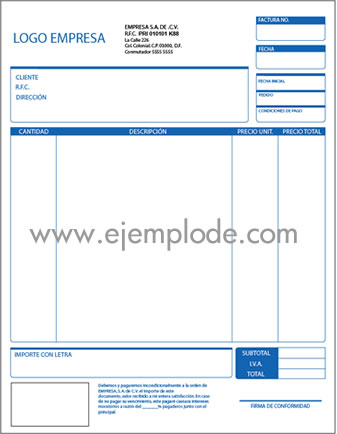 LOGO EMPRESA
EMPRESA S.A. DE .C.V.
R.F.C. PRI 010101 K88
La Calle 226
Col. Colonial. C.P. 03000, D.F.
Conmutador 5555 5555
FACTURA NO.
FECHA
CLIENTE
R.F.C.
DIRECCIÓN
FECHA INICIAL
PEDIDO
CONDICIONES DE PAGO
CANTIDAD DESCRIPCIÓN PRECIO UNIT. PRECIO TOTAL
www.ejemplode.com
IMPORTE CON LETRA
SUBTOTAL
I.V.A.
TOTAL
Debemos y pagaremos incondicionalmente a la orden de
EMPRESA, S.A. de C.V. el importe de este
documento, valor recibido a mi entera satisfacción. En caso
de no pagar su vencimiento, este pagaré causara intereses
moratorios a razón del ______% pagaderos junto con el
principal.
FIRMA DE CONFORMIDAD